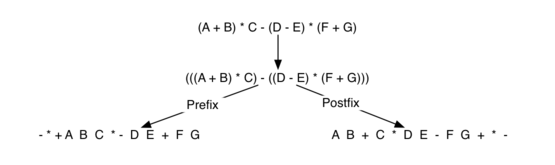 (A + B) * C - (D - E) * (F + G)
(((A + B) * C) - ((D - E) * (F + G)))
Prefix
Postfix
- * + A B C * - D E + F G
A B + C * D E - F G + * -